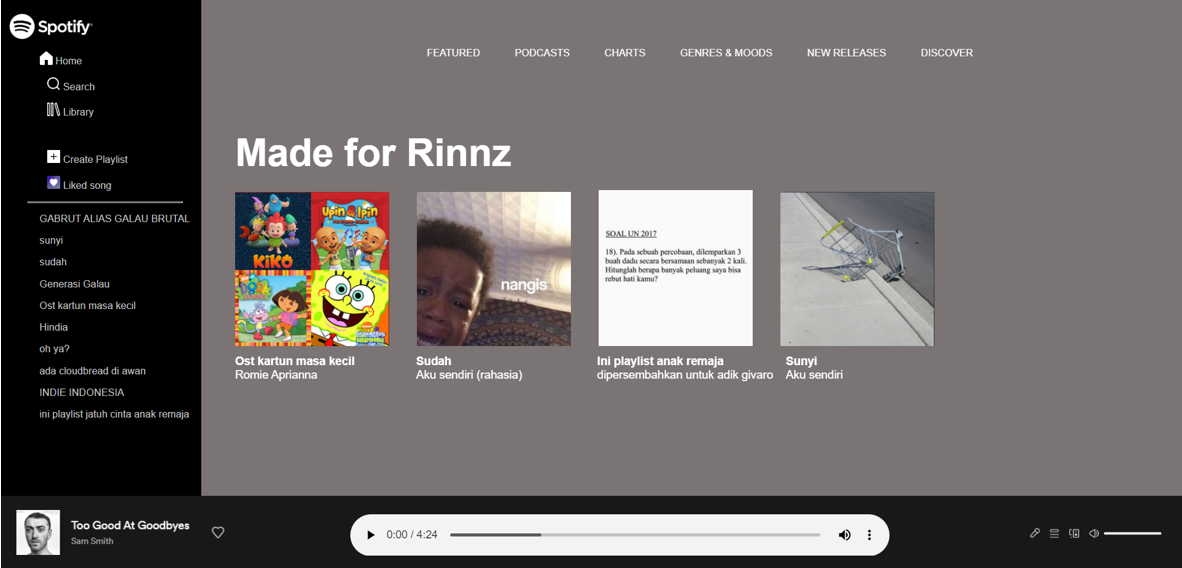 Spotify
Home
Search
Library
Create Playlist
Liked song
GABRUT ALIAS GALAU BRUTAL
sunyi
sudah
Generasi Galau
Ost kartun masa kecil
Hindia
oh ya?
ada cloudbread di awan
INDIE INDONESIA
ini playlist jatuh cinta anak remaja
FEATURED
PODCASTS
CHARTS
GENRES & MOODS
NEW RELEASES
DISCOVER
Made for Rinnz
KIKO
UPIN & IPIN
DORA
nangis
SOAL UN 2017
18). Pada sebuah percobaan, dilemparkan 3
buah dadu secara bersamaan sebanyak 2 kali.
Hitunglah berapa banyak peluang saya bisa
rebut hati kamu?
Ost kartun masa kecil
Romie Aprianna
Sudah
Aku sendiri (rahasia)
Ini playlist anak remaja
dipersembahkan untuk adik givaro
Sunyi
Aku sendiri
Too Good At Goodbyes
Sam Smith
0:00 / 4:24